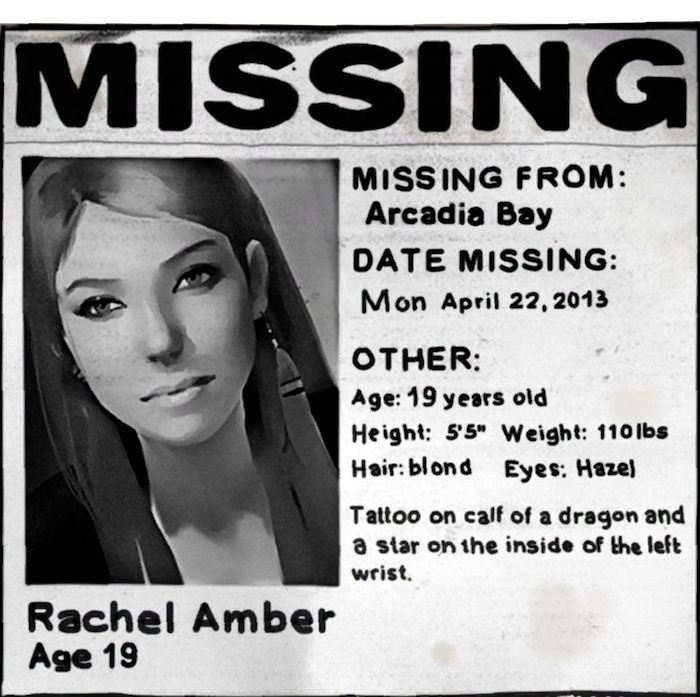 MISSING
MISSING FROM:
Arcadia Bay
DATE MISSING:
Mon April 22, 2013
OTHER:
Age: 19 years old
Height: 5'5" Weight: 110lbs
Hair: blond Eyes: Hazel
Tattoo on calf of a dragon and
a star on the inside of the left
wrist.
Rachel Amber
Age 19